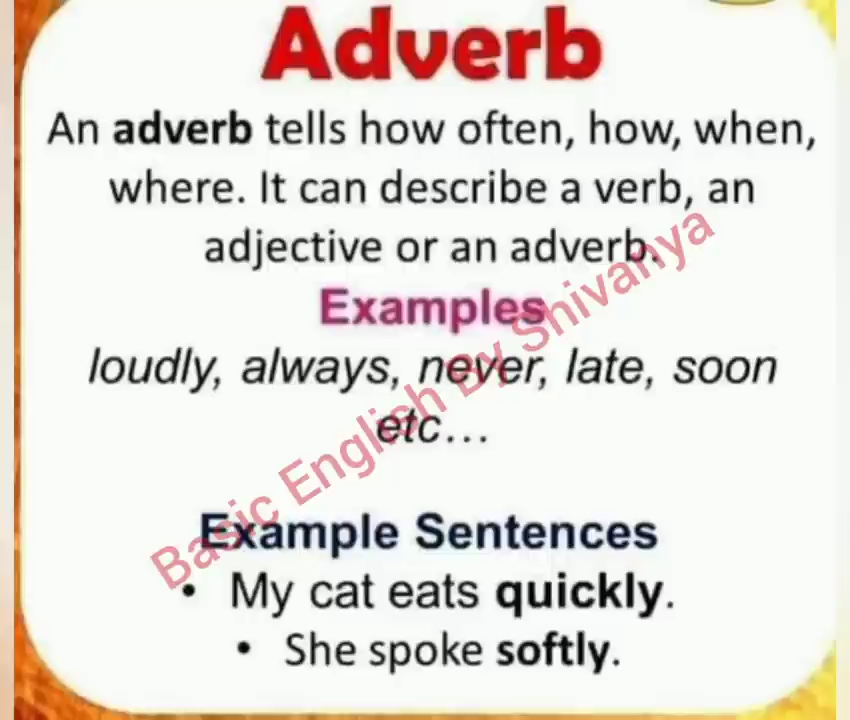 Adverb
An adverb tells how often, how, when,
where. It can describe a verb, an
adjective or an adverb.
Examples
loudly, always, never, late, soon
etc...
Basic English By Shivanya
Example Sentences
• My cat eats quickly.
• She spoke softly.